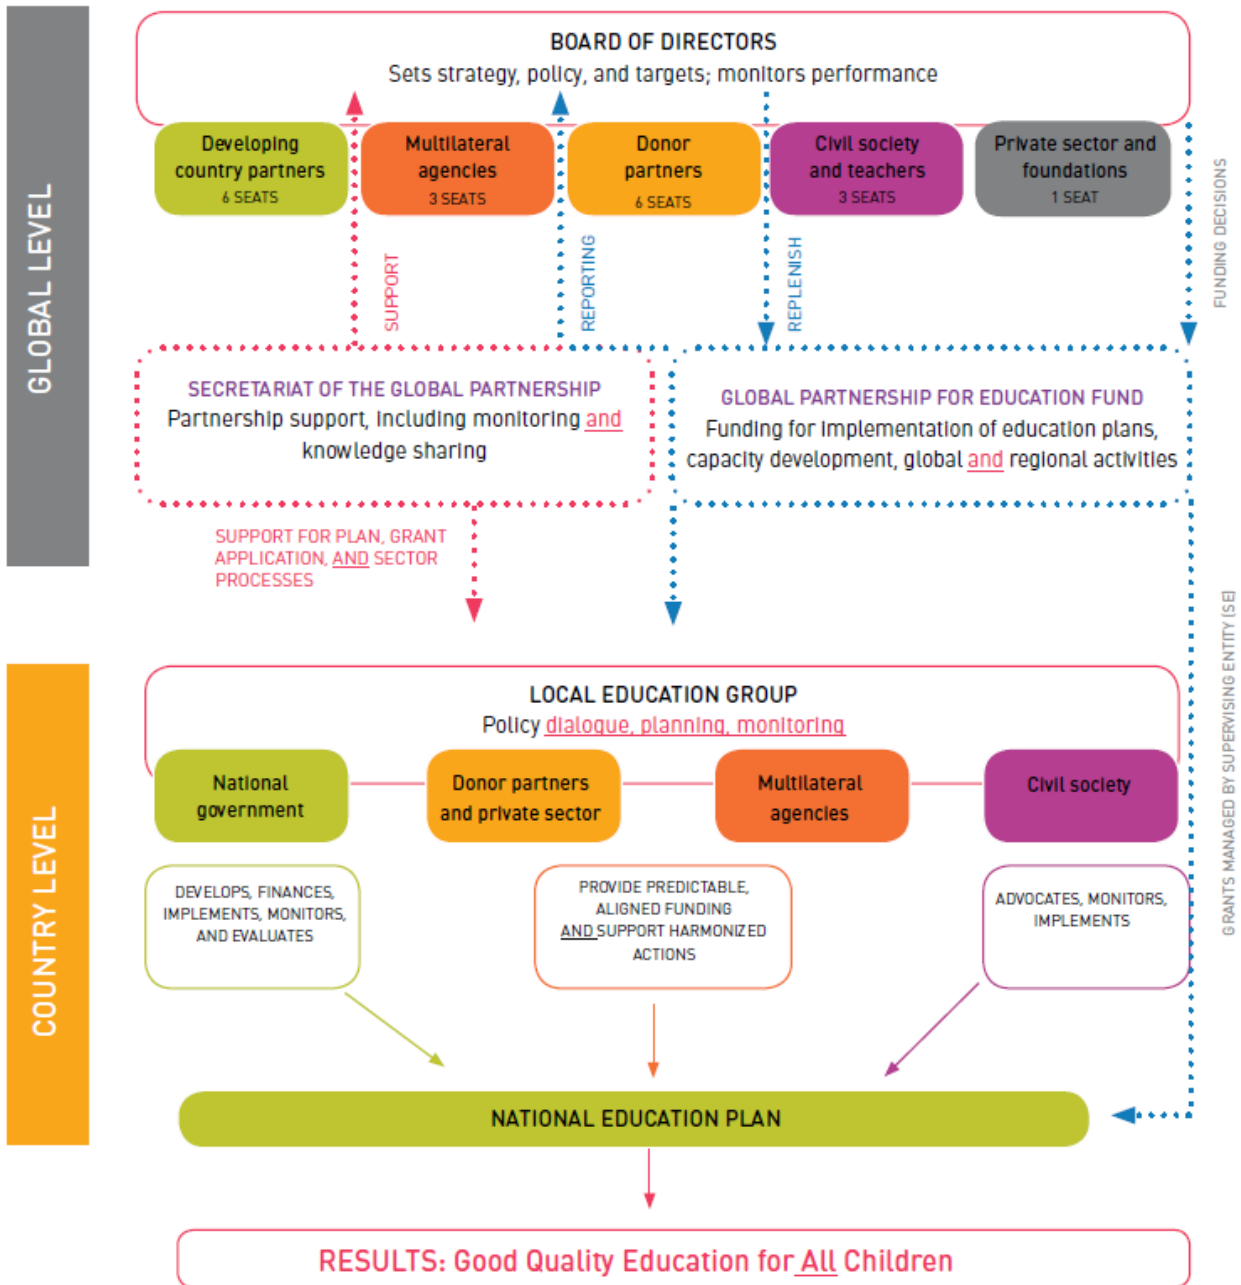 GLOBAL LEVEL
BOARD OF DIRECTORS
Sets strategy, policy, and targets; monitors performance
Developing
country partners
6 SEATS
Multilateral
agencies
3 SEATS
Donor
partners
6 SEATS
Civil society
and teachers
3 SEATS
Private sector and
foundations
1 SEAT
SUPPORT
REPORTING
REPLENISH
FUNDING DECISIONS
SECRETARIAT OF THE GLOBAL PARTNERSHIP
Partnership support, including monitoring and
knowledge sharing
GLOBAL PARTNERSHIP FOR EDUCATION FUND
Funding for implementation of education plans,
capacity development, global and regional activities
SUPPORT FOR PLAN, GRANT
APPLICATION, AND SECTOR
PROCESSES
GRANTS MANAGED BY SUPERVISING ENTITY (SE)
COUNTRY LEVEL
LOCAL EDUCATION GROUP
Policy dialogue, planning, monitoring
National
government
Donor partners
and private sector
Multilateral
agencies
Civil society
DEVELOPS, FINANCES,
IMPLEMENTS, MONITORS,
AND EVALUATES
PROVIDE PREDICTABLE,
ALIGNED FUNDING
AND SUPPORT HARMONIZED
ACTIONS
ADVOCATES, MONITORS,
IMPLEMENTS
NATIONAL EDUCATION PLAN
RESULTS: Good Quality Education for All Children